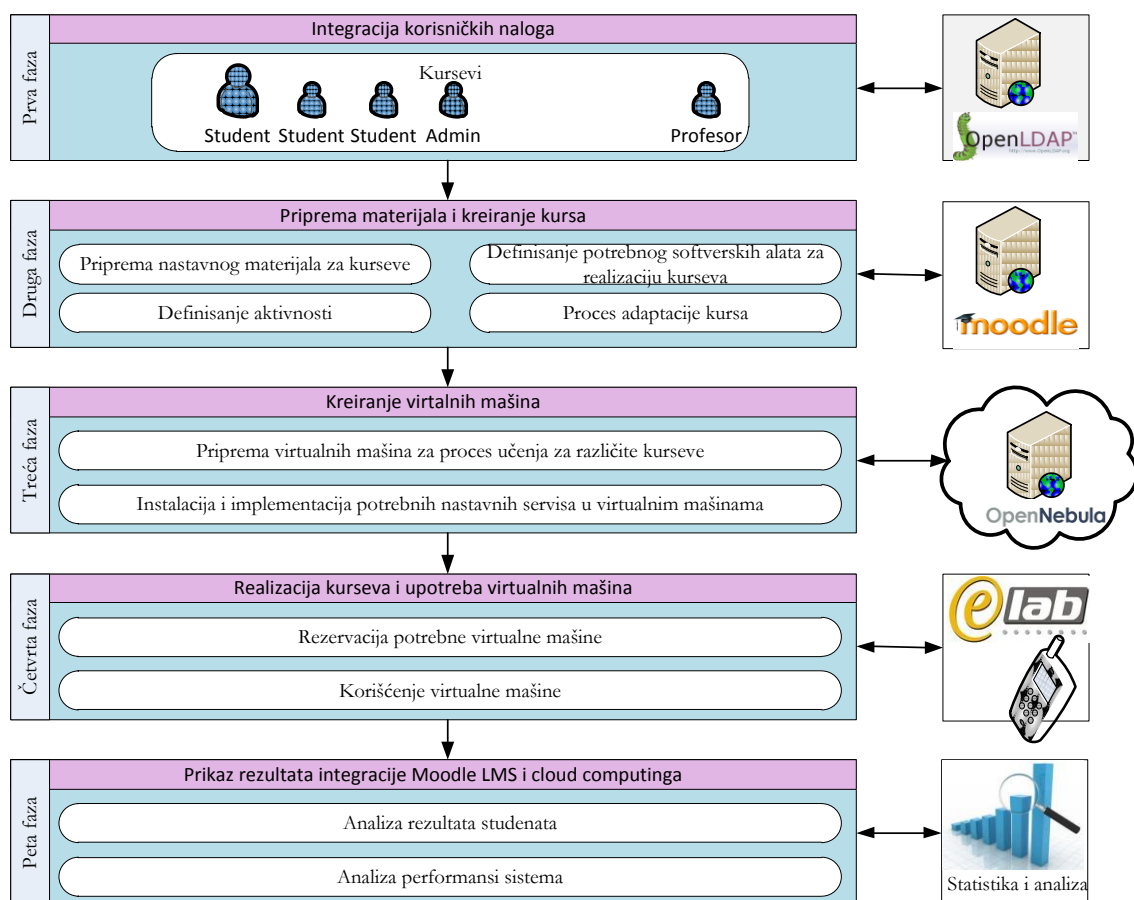 Prva faza
Integracija korisničkih naloga
Kursevi
Student Student Student Admin Profesor
OpenLDAP™
http://www.OpenLDAP.org
Druga faza
Priprema materijala i kreiranje kursa
Priprema nastavnog materijala za kurseve
Definisanje potrebnog softverskih alata za
realizaciju kurseva
Definisanje aktivnosti
Proces adaptacije kursa
moodle
Treća faza
Kreiranje virtalnih mašina
Priprema virtualnih mašina za proces učenja za različite kurseve
Instalacija i implementacija potrebnih nastavnih servisa u virtualnim mašinama
OpenNebula
Četvrta faza
Realizacija kurseva i upotreba virtualnih mašina
Rezervacija potrebne virtualne mašine
Korišćenje virtualne mašine
elab
Peta faza
Prikaz rezultata integracije Moodle LMS i cloud computinga
Analiza rezultata studenata
Analiza performansi sistema
Statistika i analiza